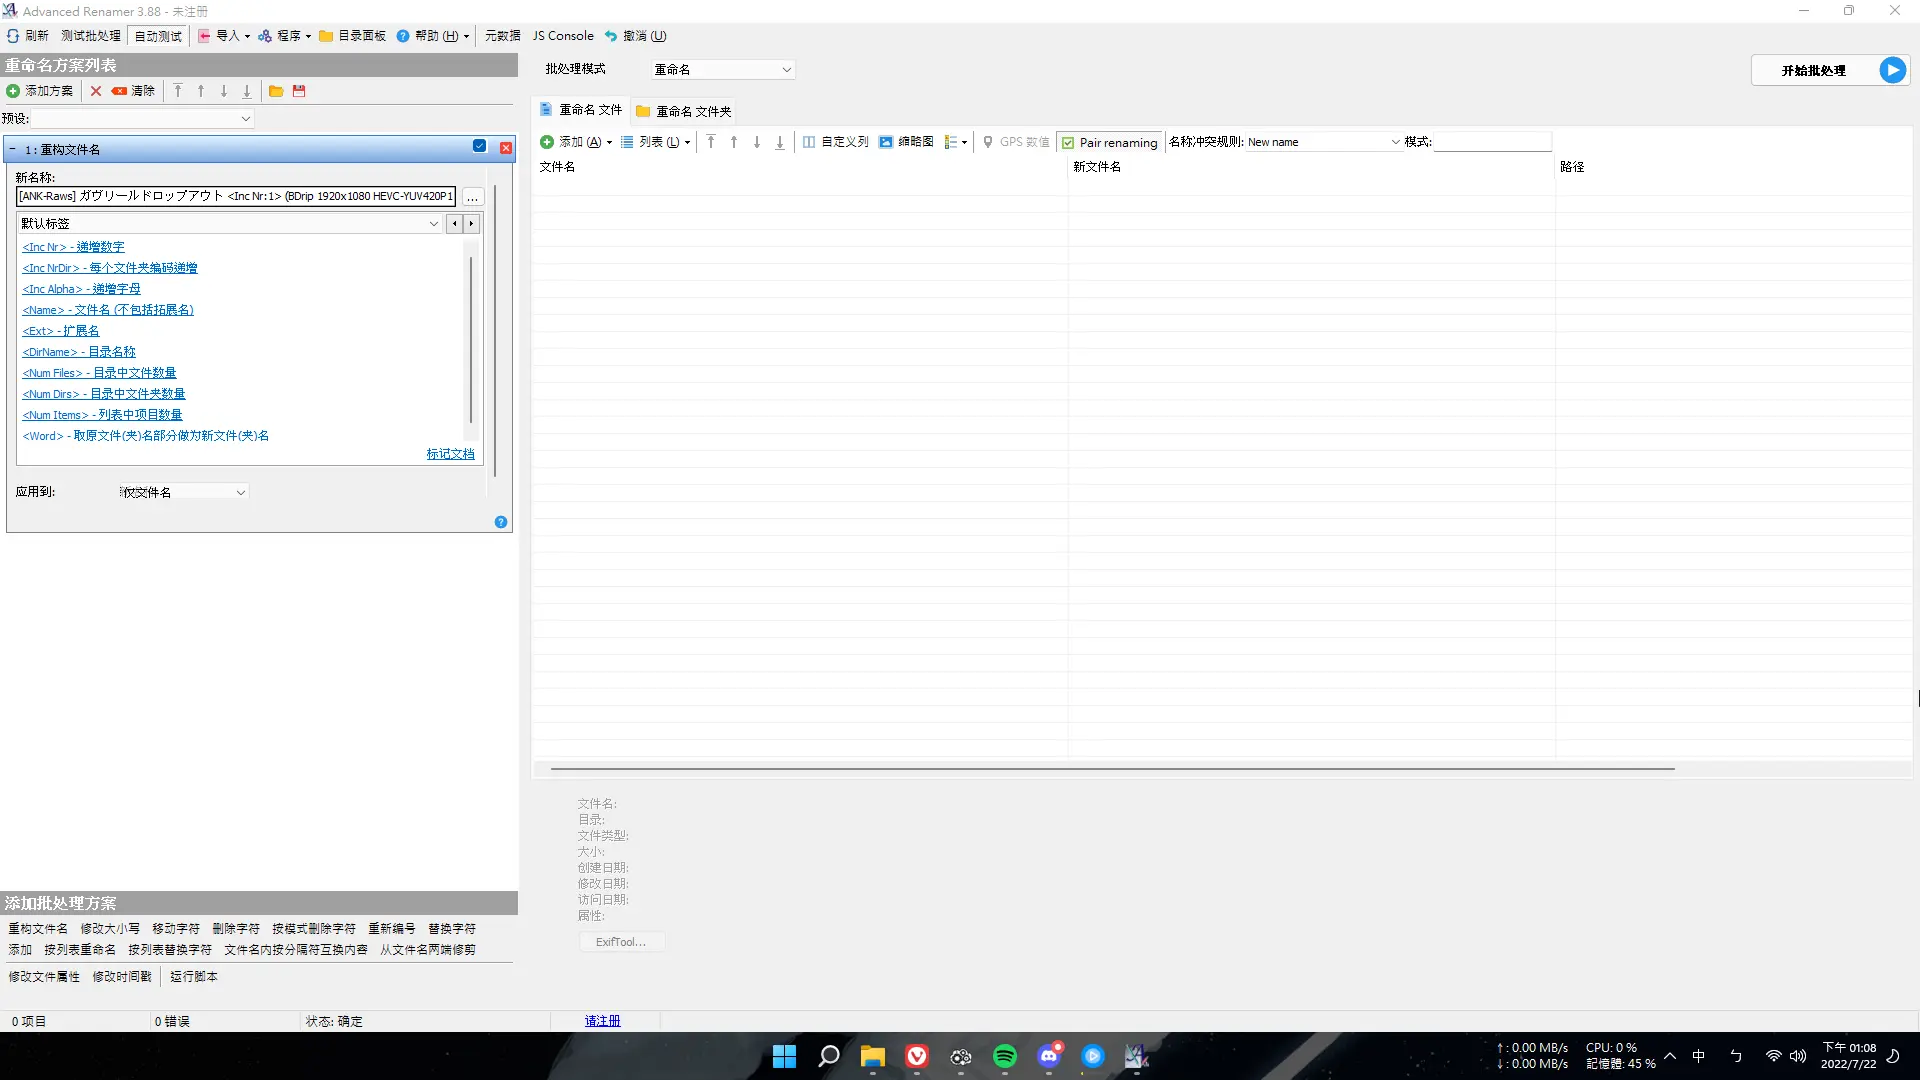 Advanced Renamer 3.88 - 未注册
刷新 测试批处理 自动测试 导入 程序 目录面板 帮助 (H) 元数据 JS Console 撤消 (U)
重命名方案列表
添加方案 清除
预设:
1 : 重构文件名
新名称:
[ANK-Raws] ガヴリールドロップアウト <Inc Nr:1> (BDrip 1920x1080 HEVC-YUV420P1
...
默认标签
<Inc Nr> - 递增数字
<Inc NrDir> - 每个文件夹编码递增
<Inc Alpha> - 递增字母
<Name> - 文件名 (不包括拓展名)
<Ext> - 扩展名
<DirName> - 目录名称
<Num Files> - 目录中文件数量
<Num Dirs> - 目录中文件夹数量
<Num Items> - 列表中项目数量
<Word> - 取原文件(夹)名部分做为新文件(夹)名
标记文档
应用到: 仅文件名
添加批处理方案
重构文件名 修改大小写 移动字符 删除字符 按模式删除字符 重新编号 替换字符
添加 按列表重命名 按列表替换字符 文件名内按分隔符互换内容 从文件名两端修剪
修改文件属性 修改时间戳 运行脚本
批处理模式 重命名
开始批处理
重命名 文件 重命名 文件夹
添加 (A) 列表 (L) 自定义列 缩略图 GPS 数值 Pair renaming 名称冲突规则: New name 模式:
文件名 新文件名 路径
文件名:
目录:
文件类型:
大小:
创建日期:
修改日期:
访问日期:
属性:
ExifTool...
0 项目 0 错误 状态: 确定 请注册
↑ : 0.00 MB/s CPU: 0 %
↓ : 0.00 MB/s 記憶體: 45 %
中 ㄅ
下午 01:08
2022/7/22